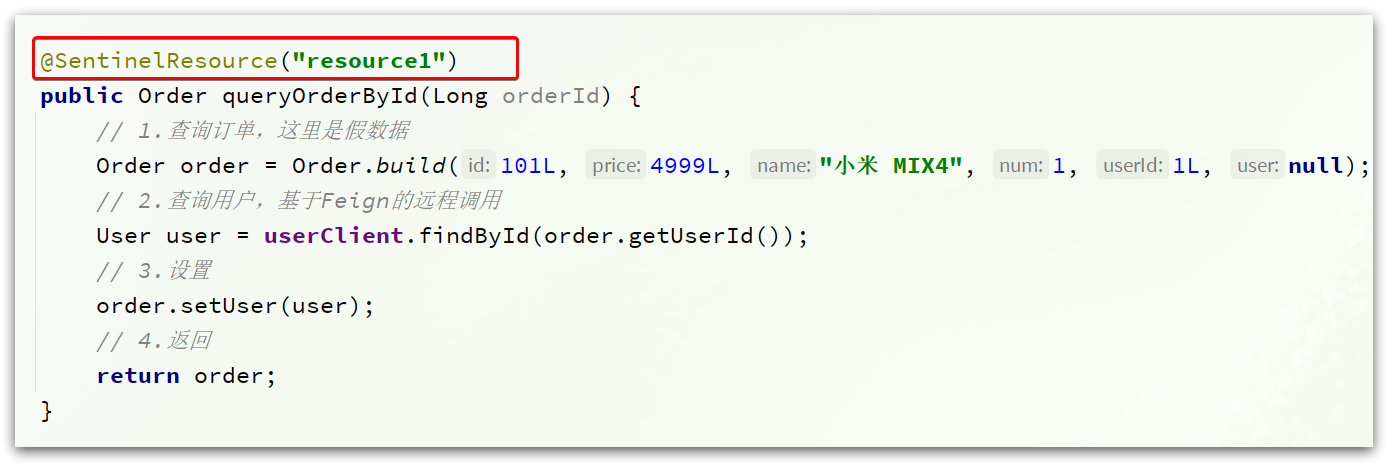 @SentinelResource("resource1")
public Order queryOrderById(Long orderId) {
// 1.查询订单，这里是假数据
Order order = Order.build( id: 101L, price: 4999L, name: "小米 MIX4", num: 1, userId: 1L, user: null);
// 2.查询用户，基于Feign的远程调用
User user = userClient.findById(order.getUserId());
// 3.设置
order.setUser(user);
// 4.返回
return order;
}